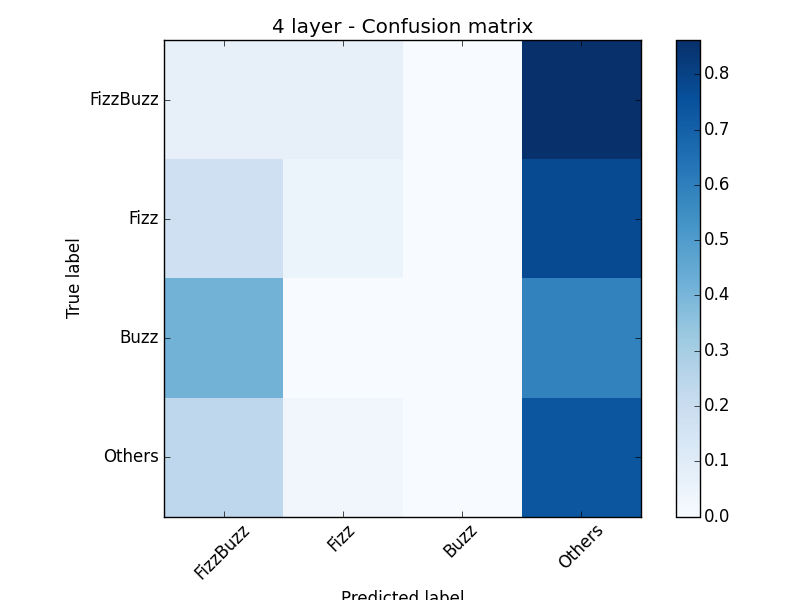 4 layer - Confusion matrix
True label
FizzBuzz
Fizz
Buzz
Others
FizzBuzz
Fizz
Buzz
Others
Predicted label
0.8
0.7
0.6
0.5
0.4
0.3
0.2
0.1
0.0